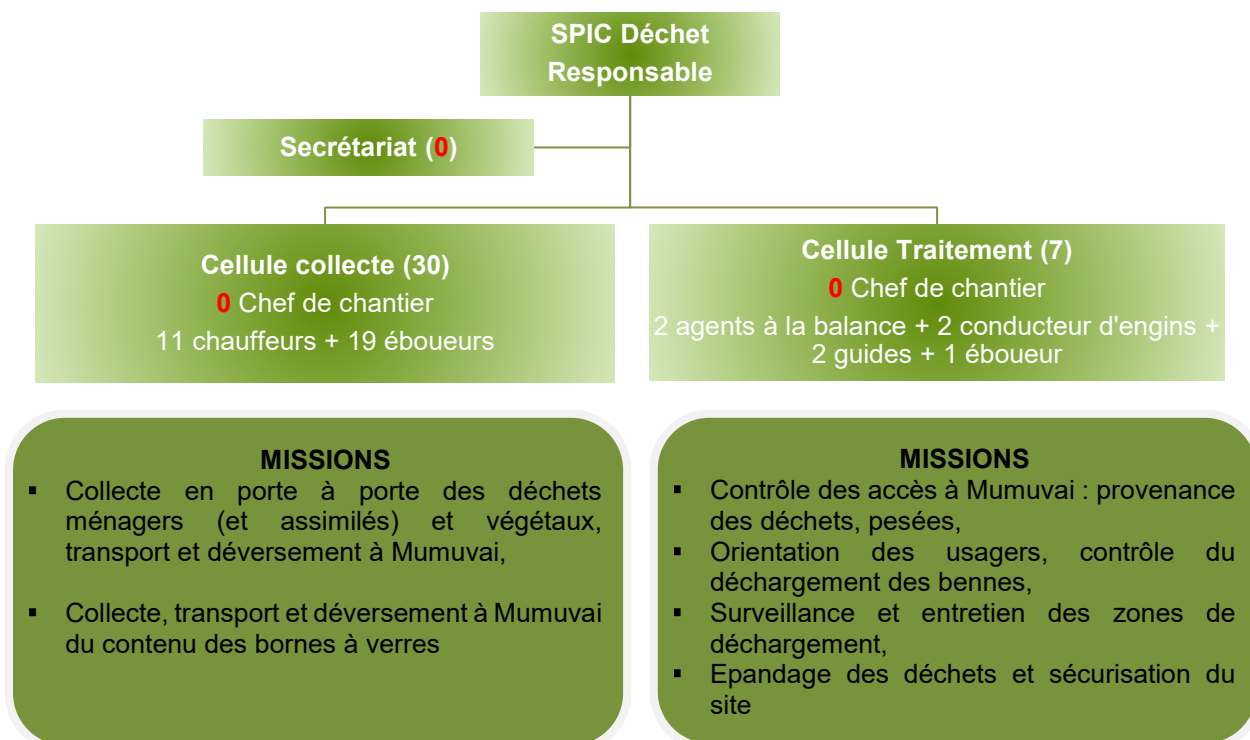 SPIC Déchet
Responsable
Secrétariat (0)
Cellule collecte (30)
0 Chef de chantier
11 chauffeurs + 19 éboueurs
Cellule Traitement (7)
0 Chef de chantier
2 agents à la balance + 2 conducteur d'engins +
2 guides + 1 éboueur
MISSIONS
▪ Collecte en porte à porte des déchets
ménagers (et assimilés) et végétaux,
transport et déversement à Mumuvai,
▪ Collecte, transport et déversement à Mumuvai
du contenu des bornes à verres
MISSIONS
▪ Contrôle des accès à Mumuvai : provenance
des déchets, pesées,
▪ Orientation des usagers, contrôle du
déchargement des bennes,
▪ Surveillance et entretien des zones de
déchargement,
▪ Epandage des déchets et sécurisation du
site